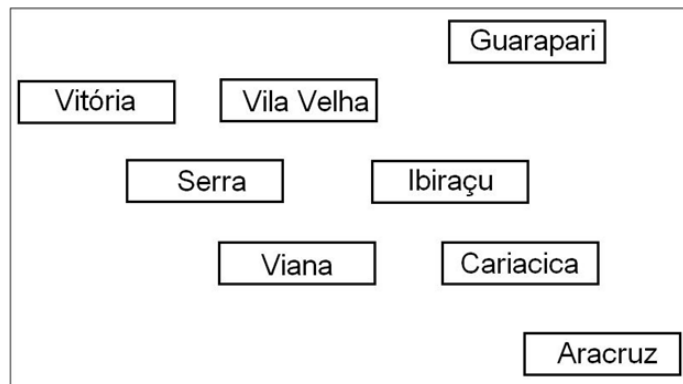 Guarapari
Vitória
Vila Velha
Serra
Ibiraçu
Viana
Cariacica
Aracruz